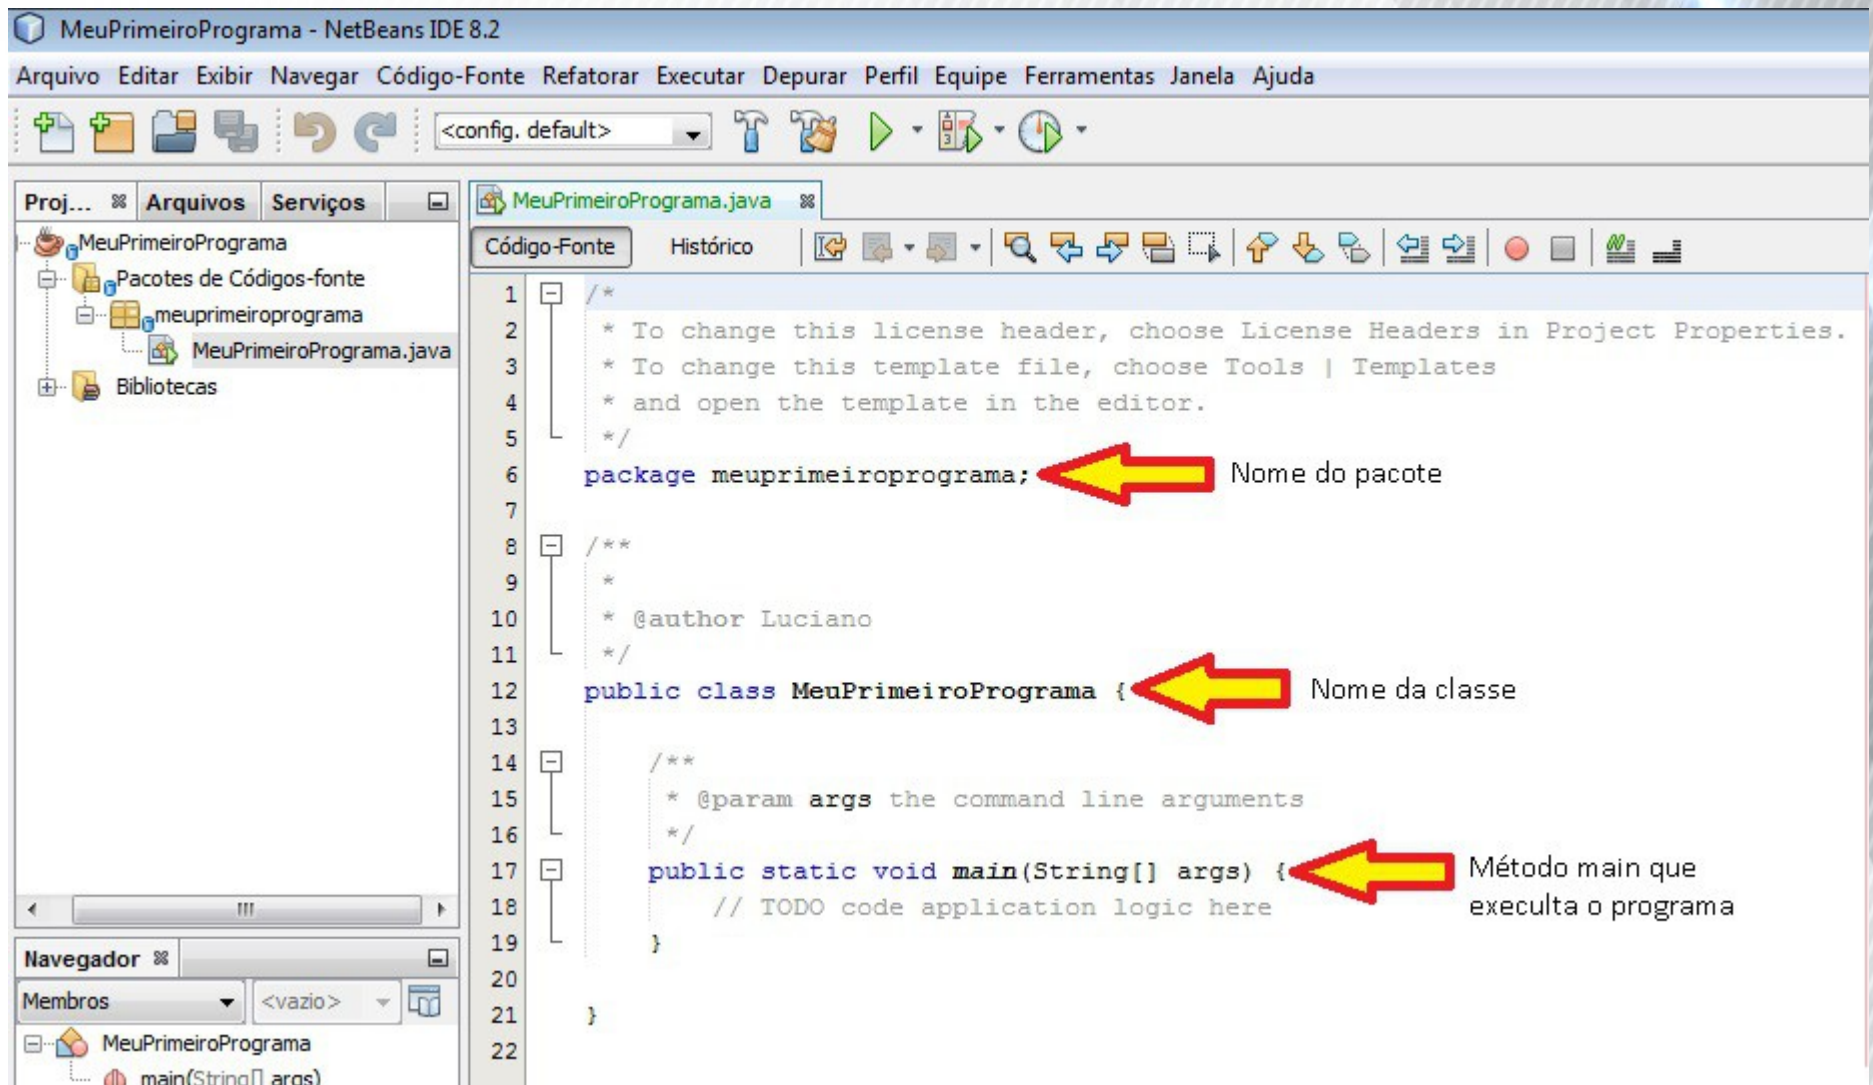 MeuPrimeiroPrograma - NetBeans IDE 8.2
Arquivo Editar Exibir Navegar Código-Fonte Refatorar Executar Depurar Perfil Equipe Ferramentas Janela Ajuda
<config. default>
Proj... Arquivos Serviços
MeuPrimeiroPrograma
Pacotes de Códigos-fonte
meuprimeiroprograma
MeuPrimeiroPrograma.java
Bibliotecas
MeuPrimeiroPrograma.java
Código-Fonte Histórico
1 /*
2 * To change this license header, choose License Headers in Project Properties.
3 * To change this template file, choose Tools | Templates
4 * and open the template in the editor.
5 */
6 package meuprimeiroprograma; Nome do pacote
7
8 /**
9 *
10 * @author Luciano
11 */
12 public class MeuPrimeiroPrograma { Nome da classe
13
14 /**
15 * @param args the command line arguments
16 */
17 public static void main(String[] args) { Método main que
18 // TODO code application logic here execulta o programa
19 }
20
21 }
22
Navegador
Membros <vazio>
MeuPrimeiroPrograma
main(String[] args)